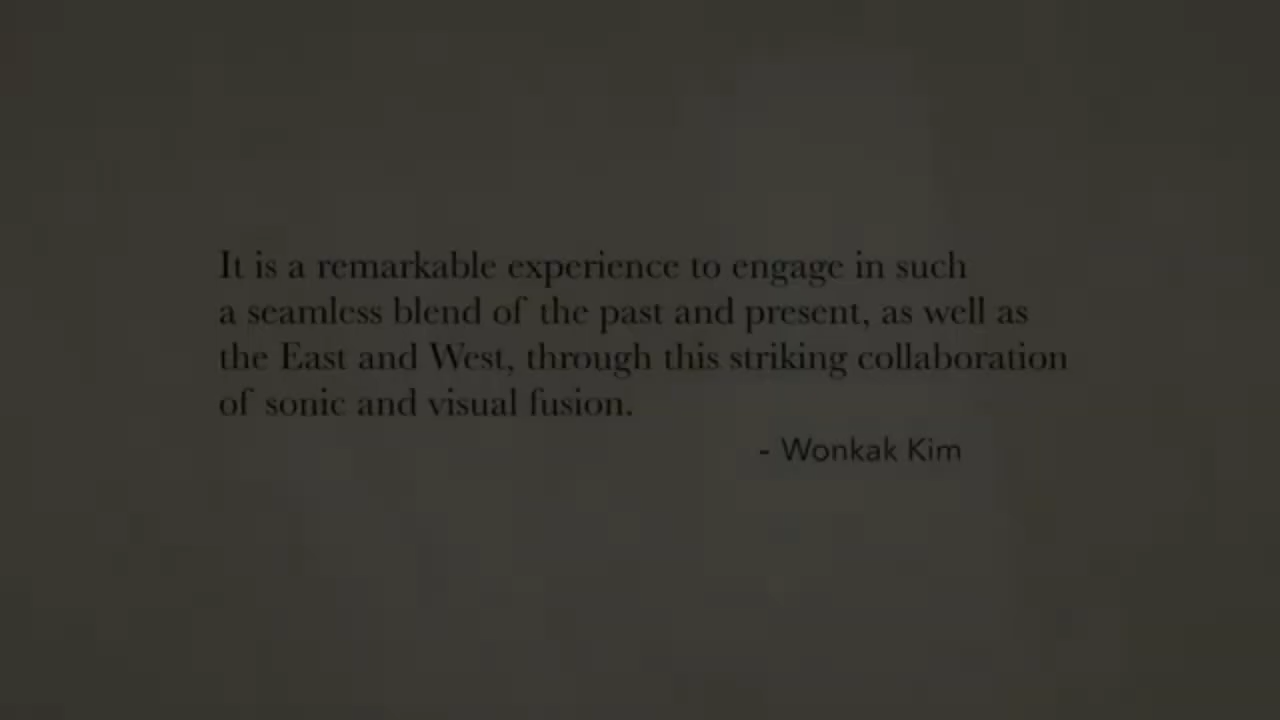 It is a remarkable experience to engage in such
a seamless blend of the past and present, as well as
the East and West, through this striking collaboration
of sonic and visual fusion.
- Wonkak Kim